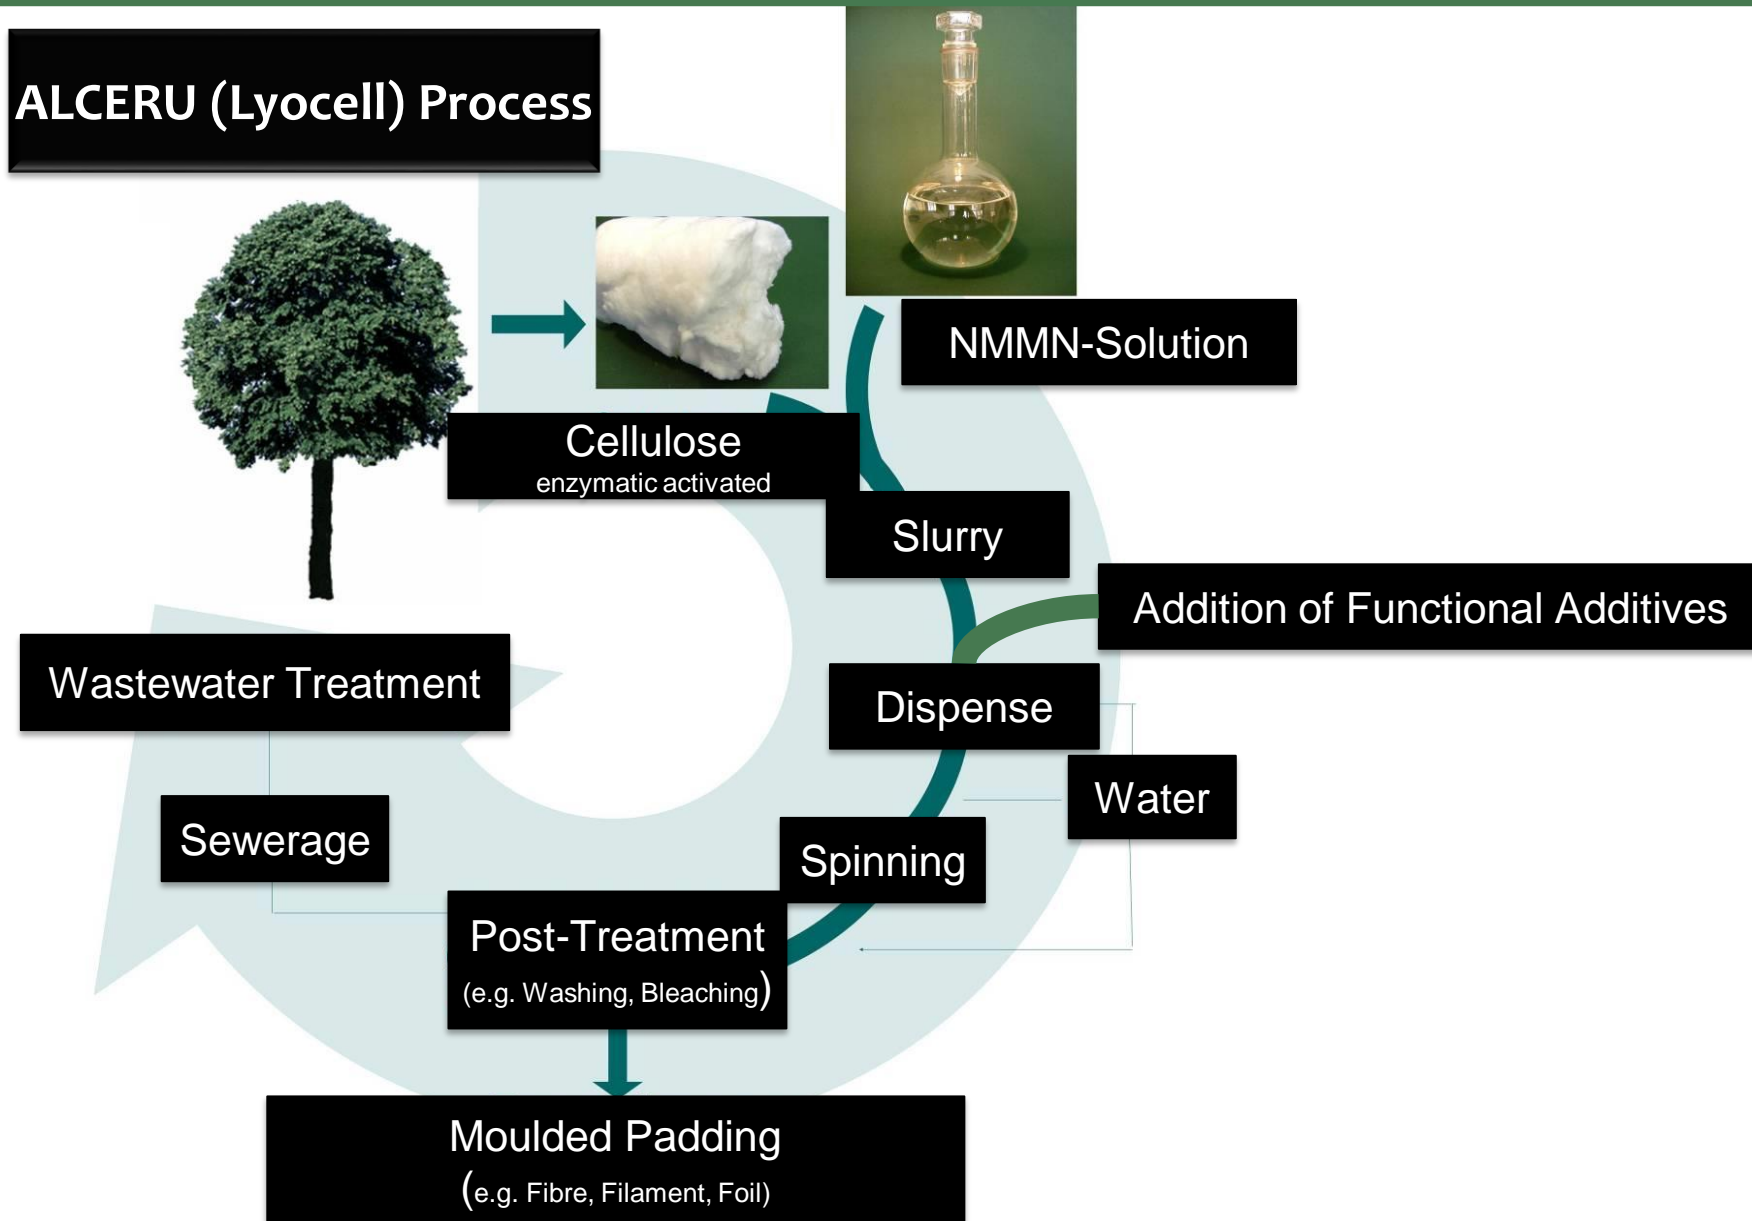 ALCERU (Lyocell) Process
NMMN-Solution
Cellulose
enzymatic activated
Slurry
Addition of Functional Additives
Wastewater Treatment
Dispense
Water
Sewerage
Spinning
Post-Treatment
(e.g. Washing, Bleaching)
Moulded Padding
(e.g. Fibre, Filament, Foil)